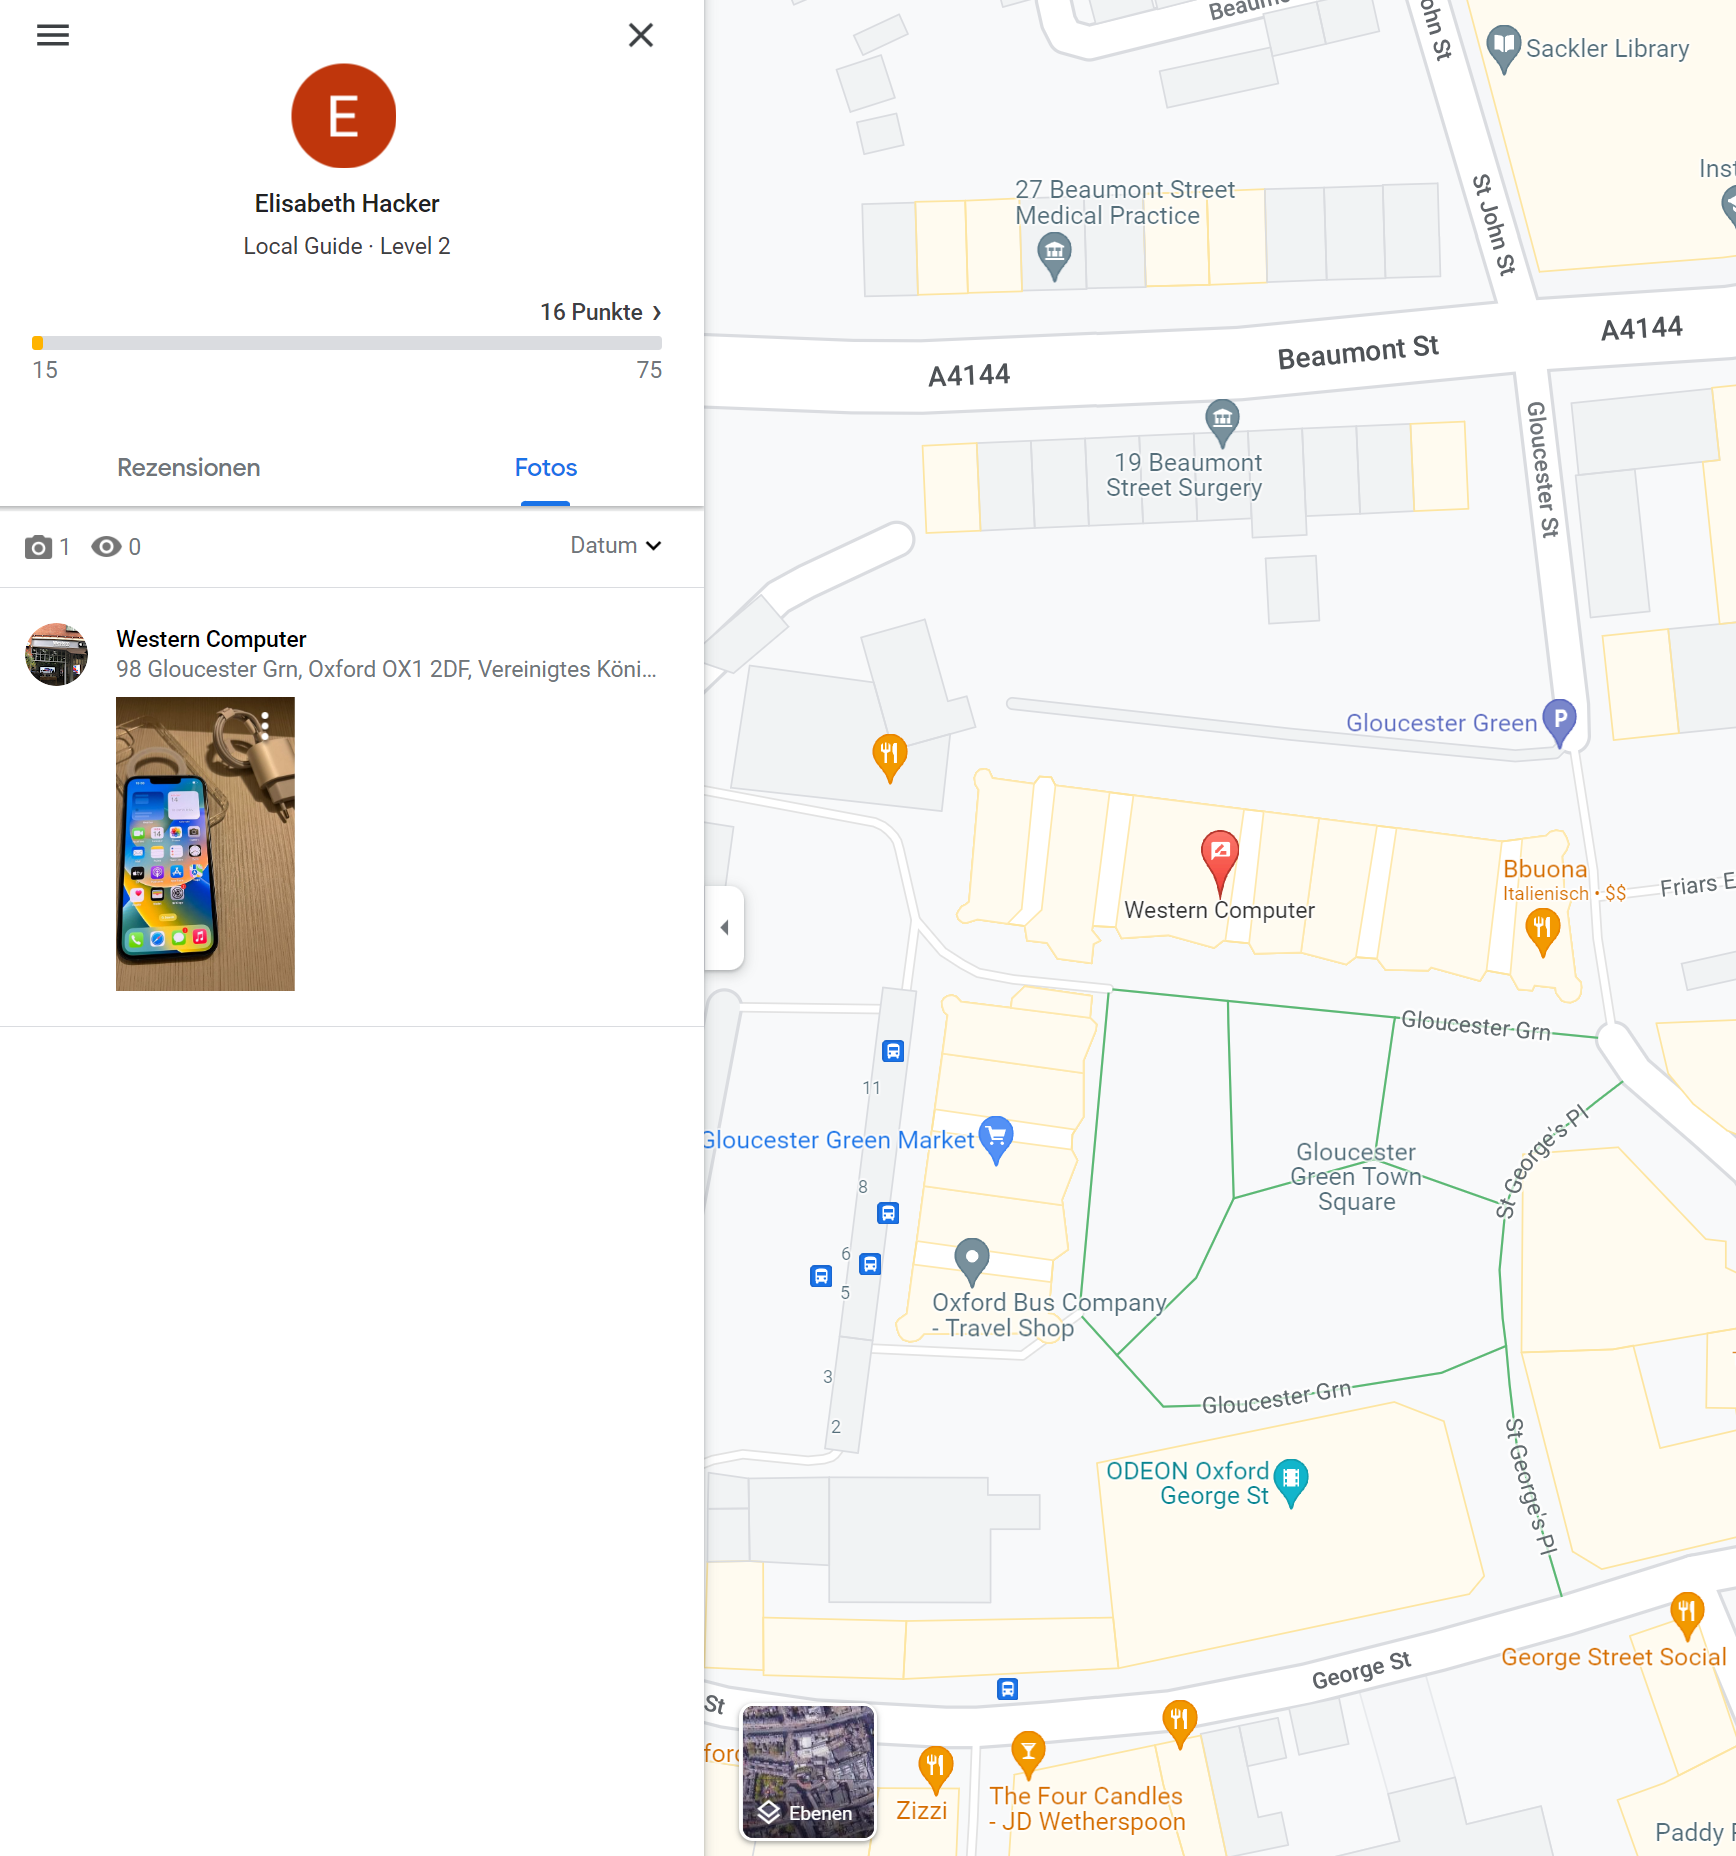 E
Elisabeth Hacker
Local Guide · Level 2
16 Punkte
15
75
Rezensionen
Fotos
1
0
Datum
Western Computer
98 Gloucester Grn, Oxford OX1 2DF, Vereinigtes Köni...
Sackler Library
St John St
27 Beaumont Street
Medical Practice
A4144
Beaumont St
A4144
19 Beaumont
Street Surgery
Gloucester St
Gloucester Green
P
Western Computer
Bbuona
Italienisch • $$
Friars E
Gloucester Grn
11
Gloucester Green Market
8
Gloucester
Green Town
Square
St George's Pl
6
5
Oxford Bus Company
- Travel Shop
3
2
Gloucester Grn
ODEON Oxford
George St
St George's Pl
George Street Social
George St
St
Ebenen
Zizzi
The Four Candles
- JD Wetherspoon
Paddy